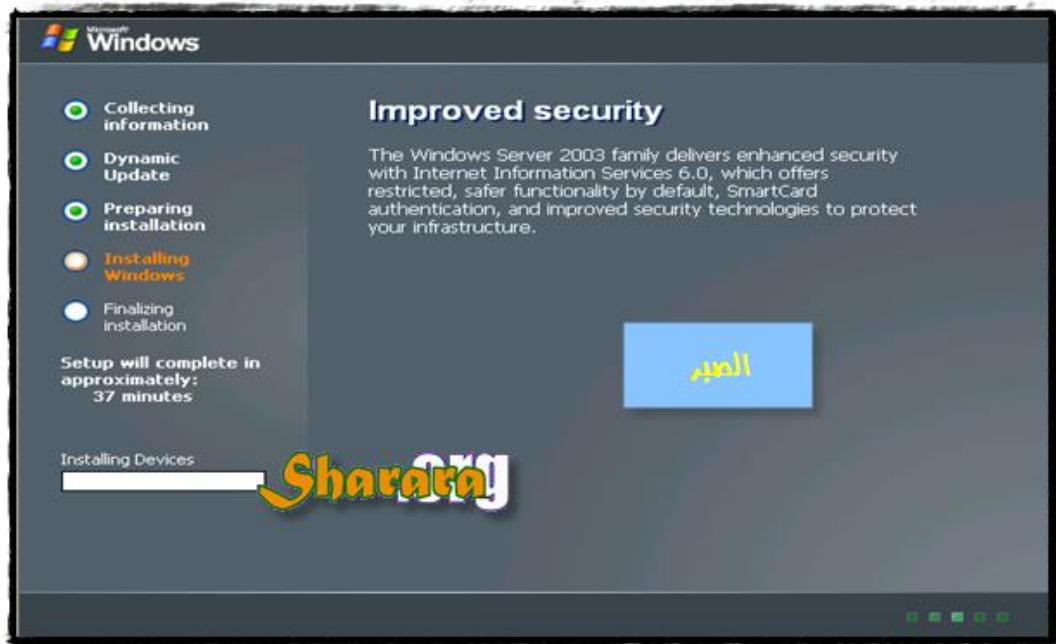 Microsoft
Windows
Collecting
information
Dynamic
Update
Preparing
installation
Installing
Windows
Finalizing
installation
Setup will complete in
approximately:
37 minutes
Installing Devices
Improved security
The Windows Server 2003 family delivers enhanced security
with Internet Information Services 6.0, which offers
restricted, safer functionality by default, SmartCard
authentication, and improved security technologies to protect
your infrastructure.
الصبر
Sharara.org